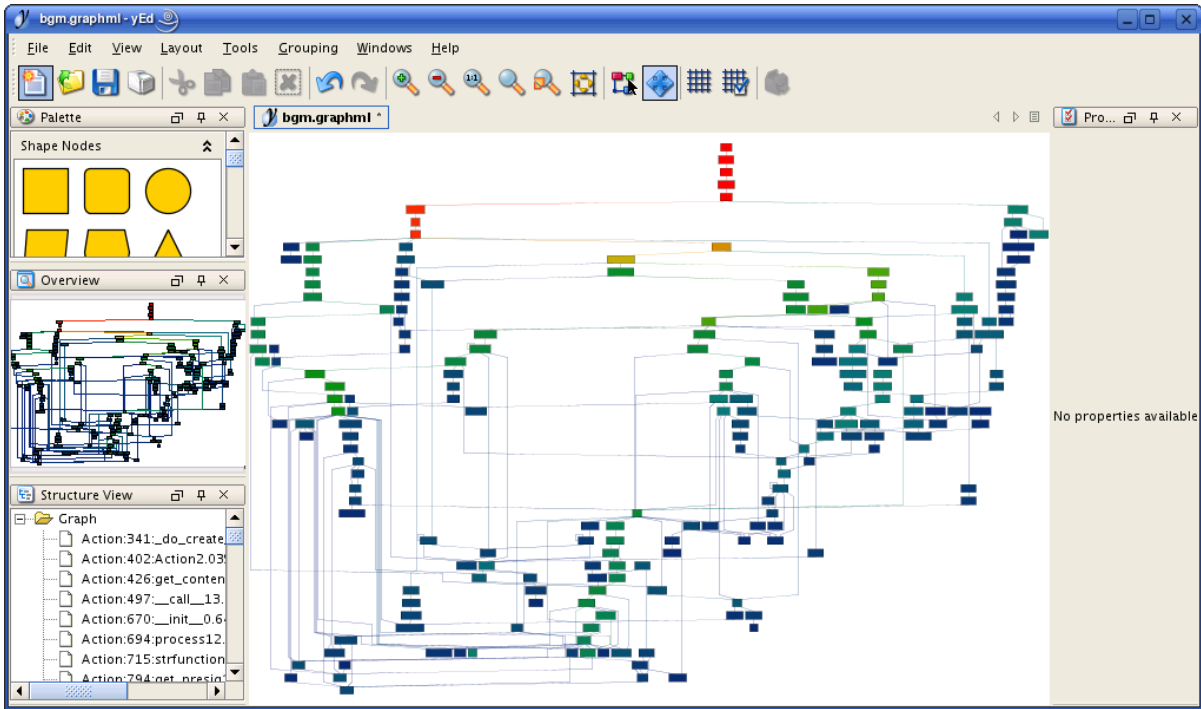 bgm.graphml - yEd
File Edit View Layout Tools Grouping Windows Help
1:1
Palette
bgm.graphml *
Pro...
Shape Nodes
Overview
No properties available
Structure View
Graph
Action:341:_do_create
Action:402:Action2.03
Action:426:get_conten
Action:497:__call__13.
Action:670:__init__0.6
Action:694:process12.
Action:715:strfunction